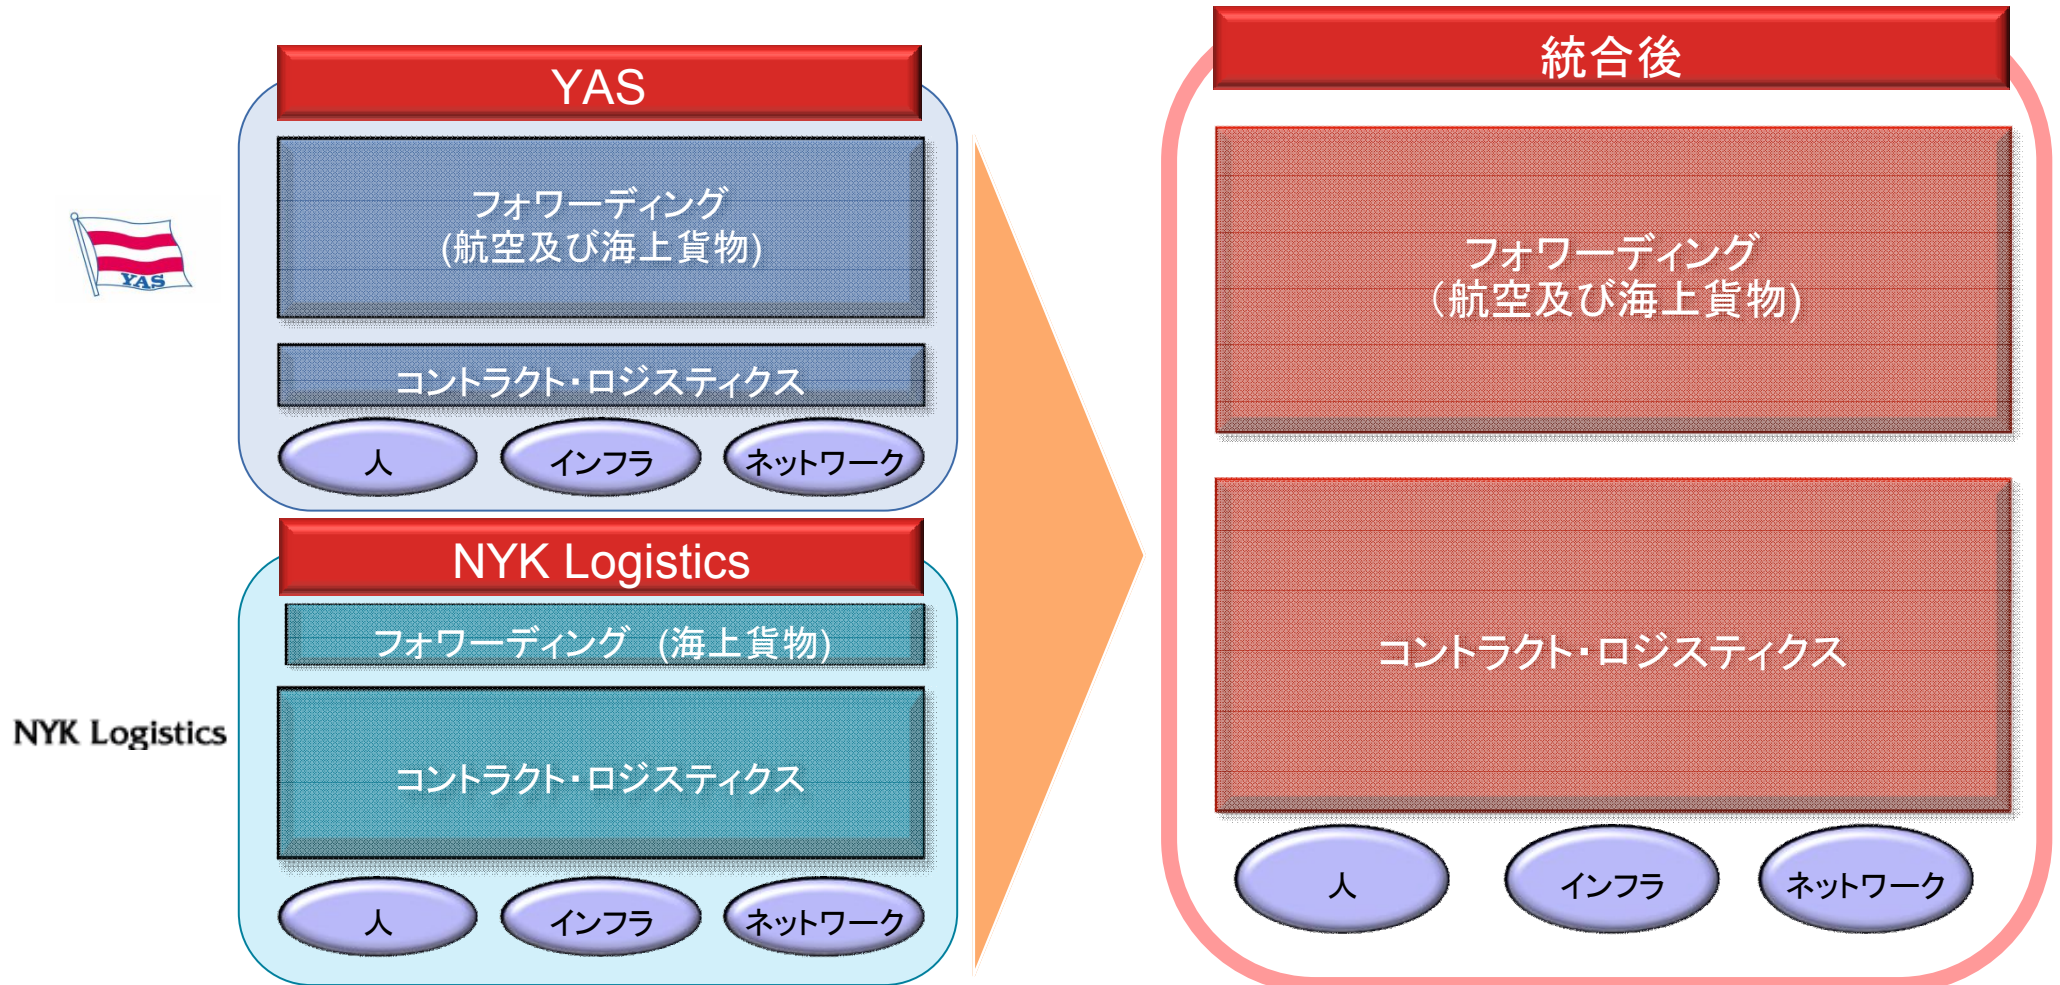 YAS
フォワーディング
(航空及び海上貨物)
YAS
コントラクト・ロジスティクス
人
インフラ
ネットワーク
NYK Logistics
フォワーディング (海上貨物)
NYK Logistics
コントラクト・ロジスティクス
人
インフラ
ネットワーク
統合後
フォワーディング
(航空及び海上貨物)
コントラクト・ロジスティクス
人
インフラ
ネットワーク